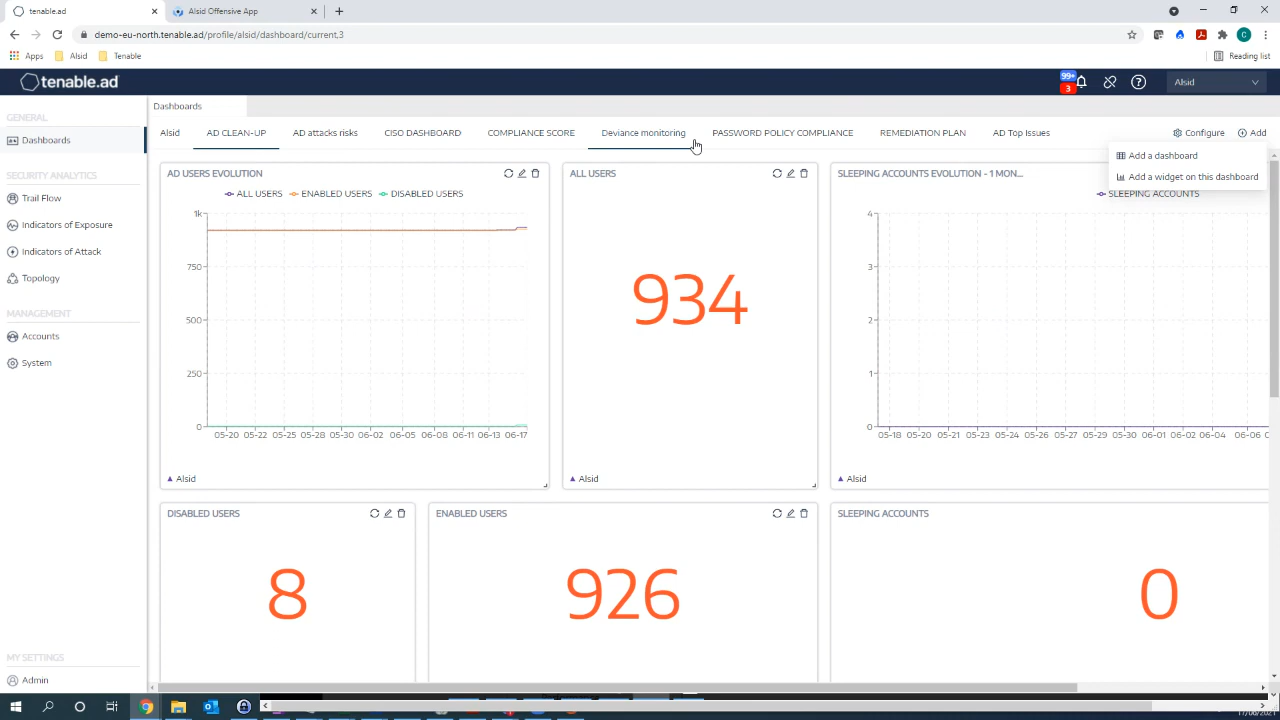 tenable.ad
Alsid Offensive App
demo-eu-north.tenable.ad/profile/alsid/dashboard/current,3
Apps
Alsid
Tenable
Reading list
tenable.ad
99+
3
Alsid
GENERAL
Dashboards
SECURITY ANALYTICS
Trail Flow
Indicators of Exposure
Indicators of Attack
Topology
MANAGEMENT
Accounts
System
MY SETTINGS
Admin
Dashboards
Alsid
AD CLEAN-UP
AD attacks risks
CISO DASHBOARD
COMPLIANCE SCORE
Deviance monitoring
PASSWORD POLICY COMPLIANCE
REMEDIATION PLAN
AD Top Issues
Configure
Add
Add a dashboard
Add a widget on this dashboard
AD USERS EVOLUTION
ALL USERS ENABLED USERS DISABLED USERS
1k
750
500
250
0
05-20 05-22 05-25 05-28 05-30 06-02 06-05 06-08 06-11 06-13 06-17
Alsid
ALL USERS
934
Alsid
SLEEPING ACCOUNTS EVOLUTION - 1 MON...
SLEEPING ACCOUNTS
4
3
2
1
0
05-18 05-20 05-21 05-23 05-24 05-26 05-27 05-29 05-30 06-01 06-02 06-04 06-06
Alsid
DISABLED USERS
8
ENABLED USERS
926
SLEEPING ACCOUNTS
0